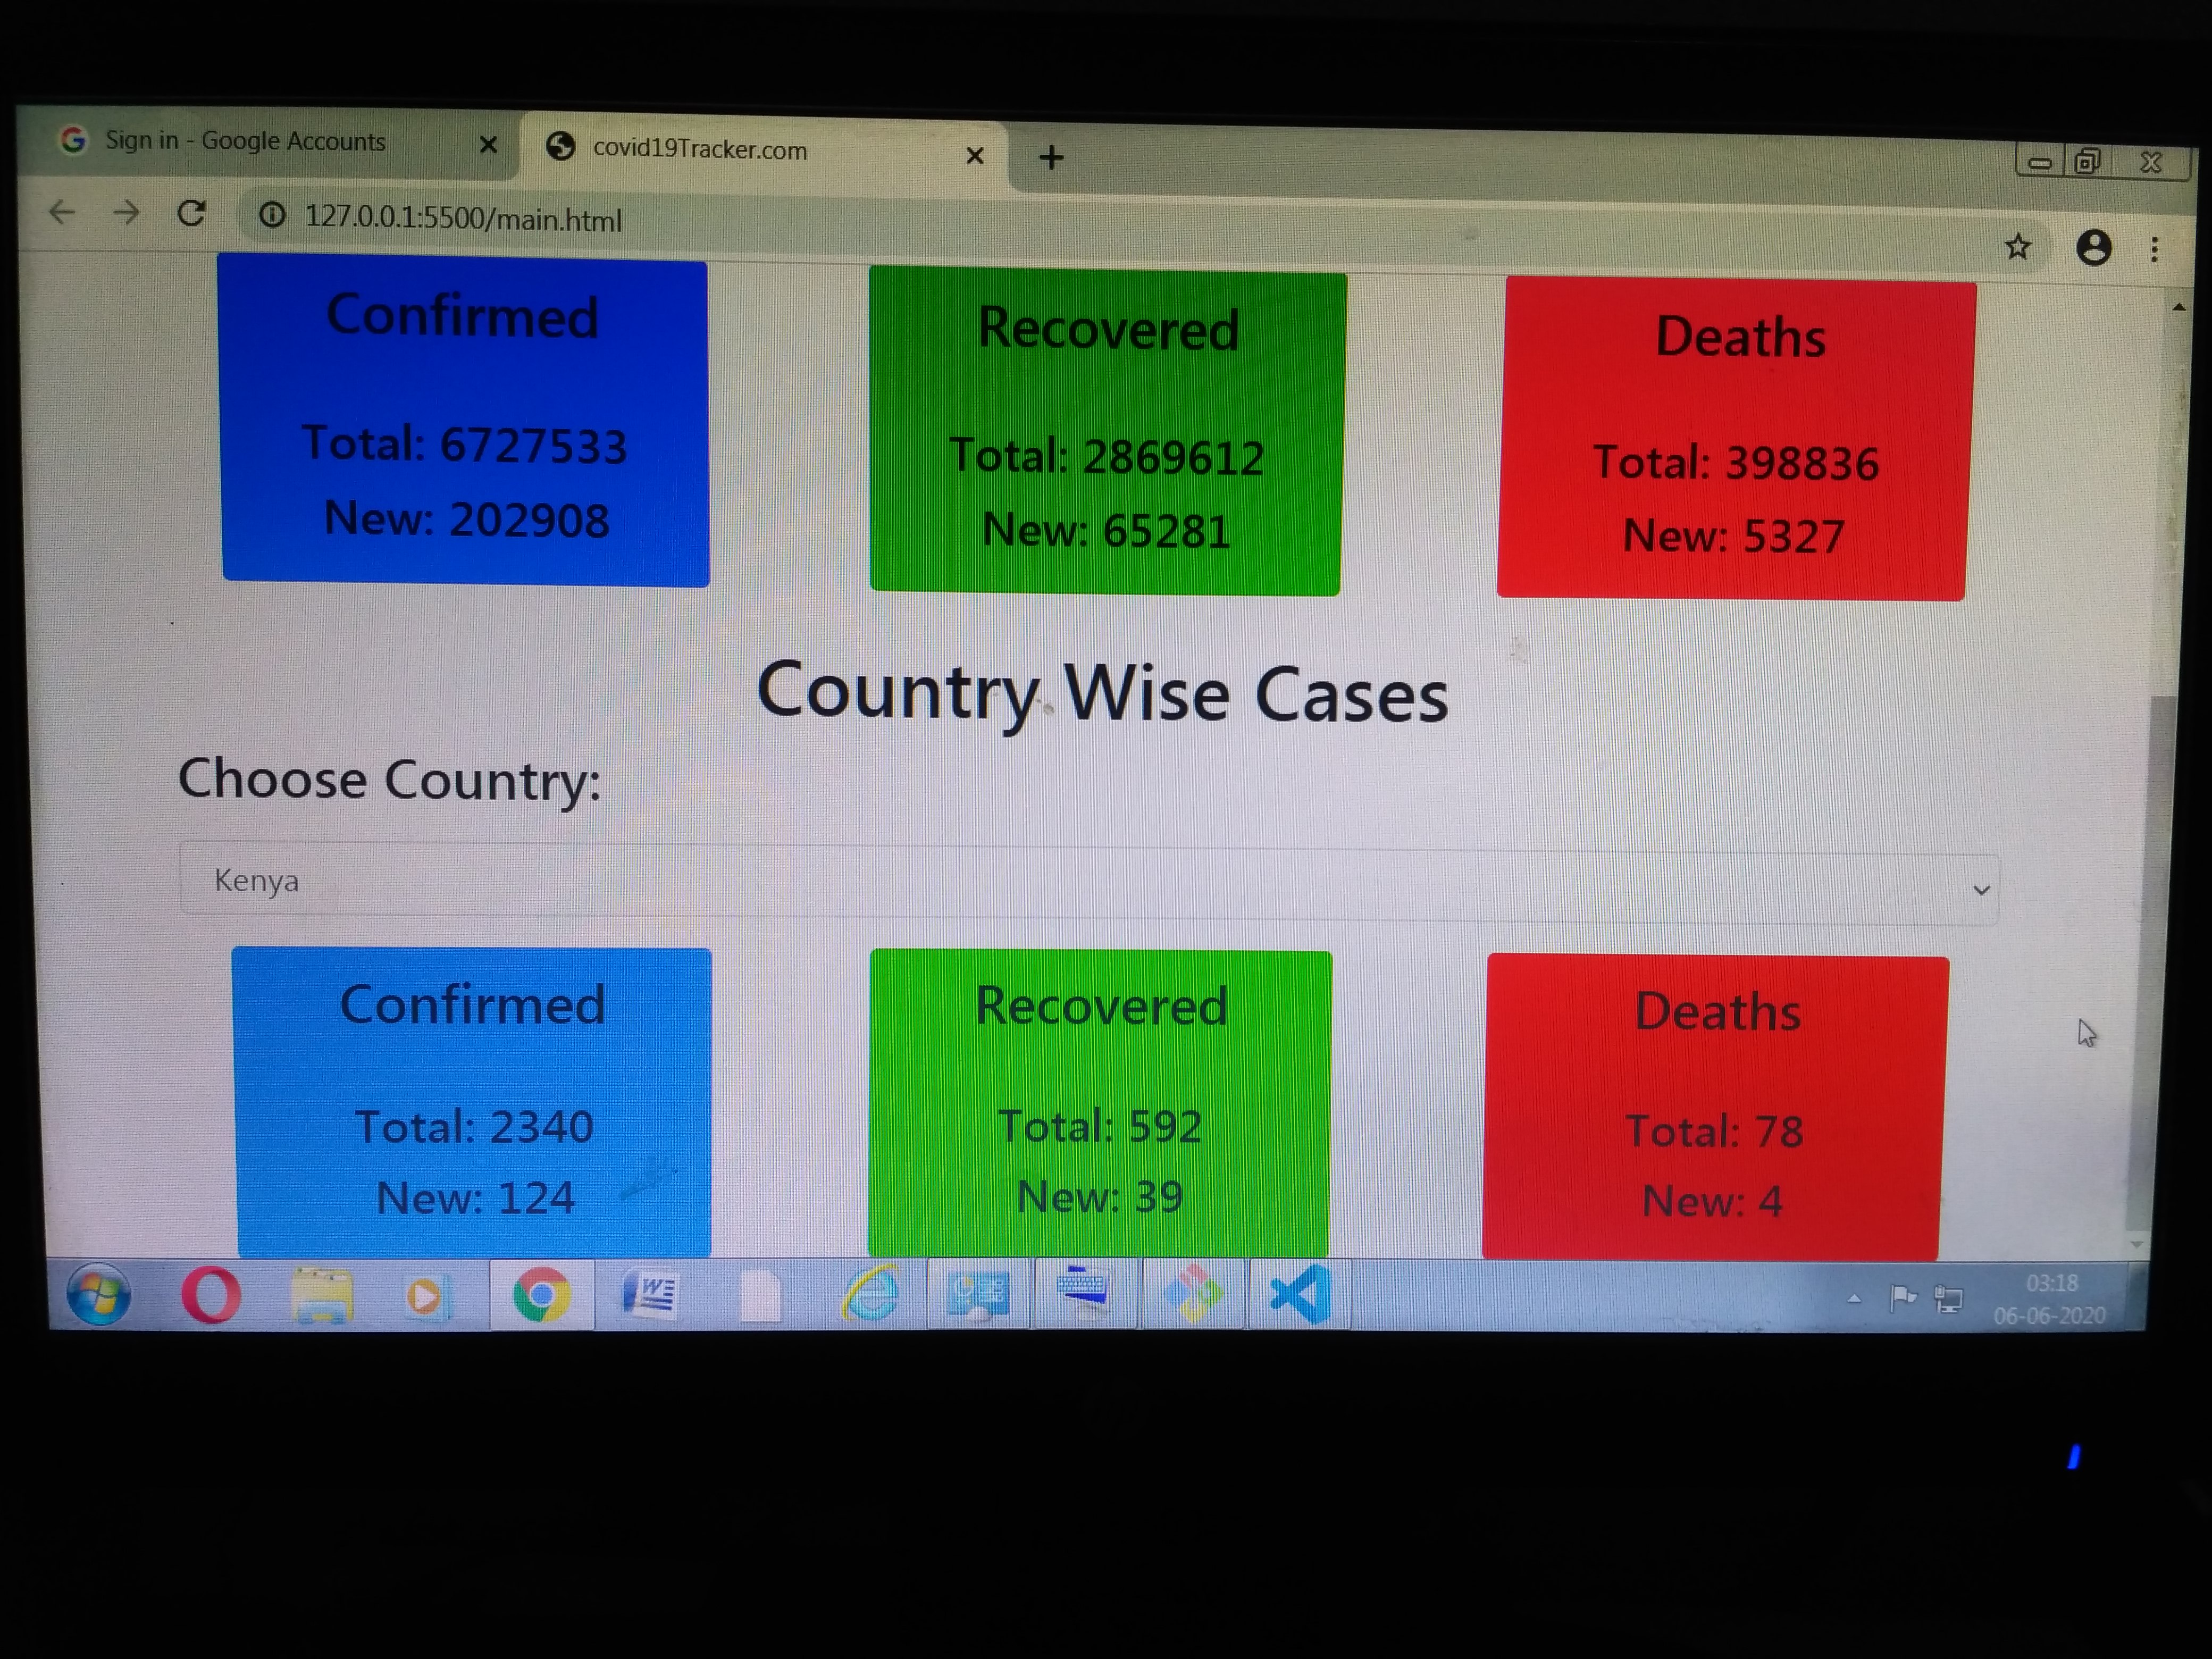 Sign in - Google Accounts
covid19Tracker.com
127.0.0.1:5500/main.html
Confirmed
Total: 6727533
New: 202908
Recovered
Total: 2869612
New: 65281
Deaths
Total: 398836
New: 5327
Country Wise Cases
Choose Country:
Kenya
Confirmed
Total: 2340
New: 124
Recovered
Total: 592
New: 39
Deaths
Total: 78
New: 4
03:18
06-06-2020